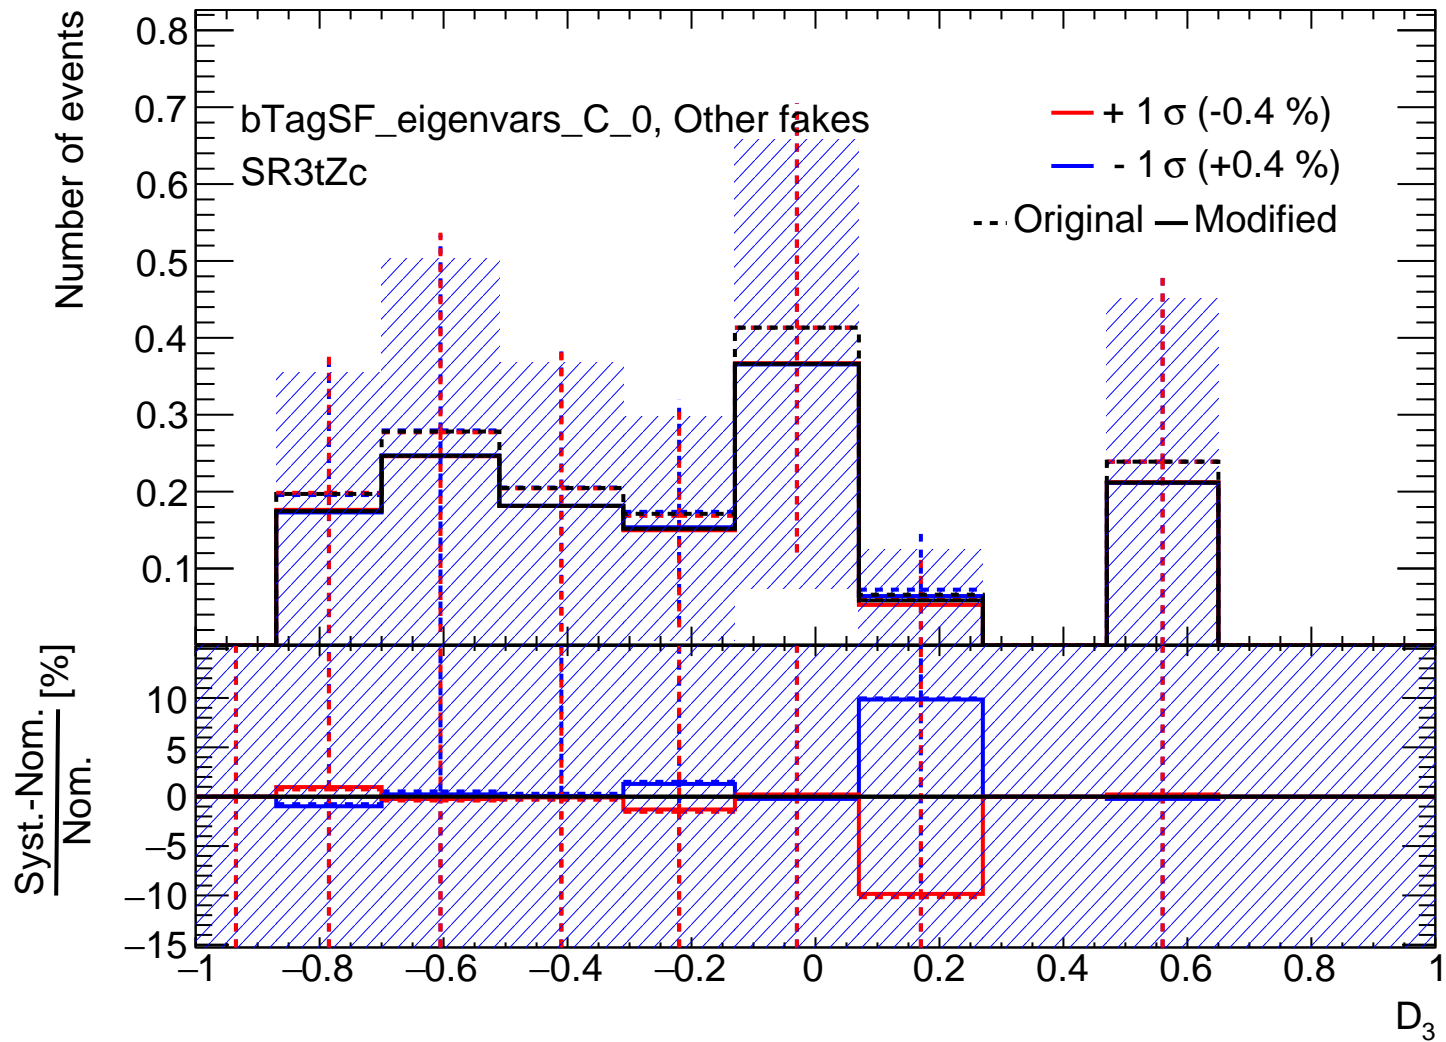 Number of events
0.8
0.7
0.6
0.5
0.4
0.3
0.2
0.1
bTagSF_eigenvars_C_0, Other fakes
SR3tZc
+ 1 σ (-0.4 %)
- 1 σ (+0.4 %)
Original Modified
Syst.-Nom. [%]
Nom.
10
5
0
−5
−10
−15
−1 −0.8 −0.6 −0.4 −0.2 0 0.2 0.4 0.6 0.8 1
D3